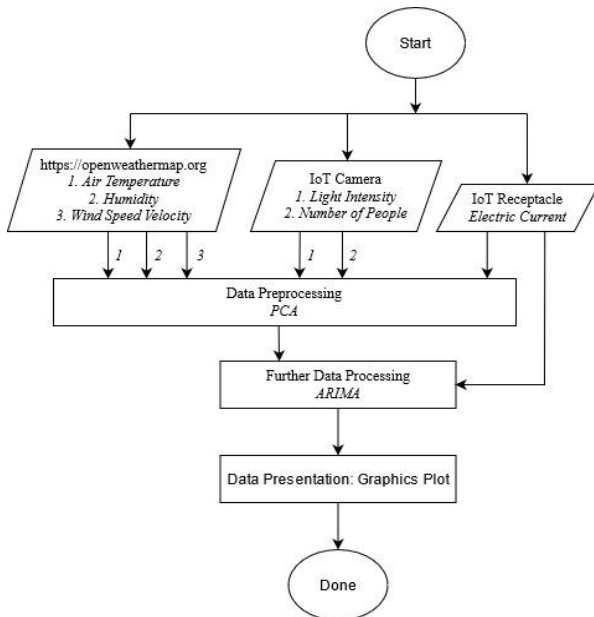 Start
https://openweathermap.org
1. Air Temperature
2. Humidity
3. Wind Speed Velocity
IoT Camera
1. Light Intensity
2. Number of People
IoT Receptacle
Electric Current
1
2
3
1
2
Data Preprocessing
PCA
Further Data Processing
ARIMA
Data Presentation: Graphics Plot
Done